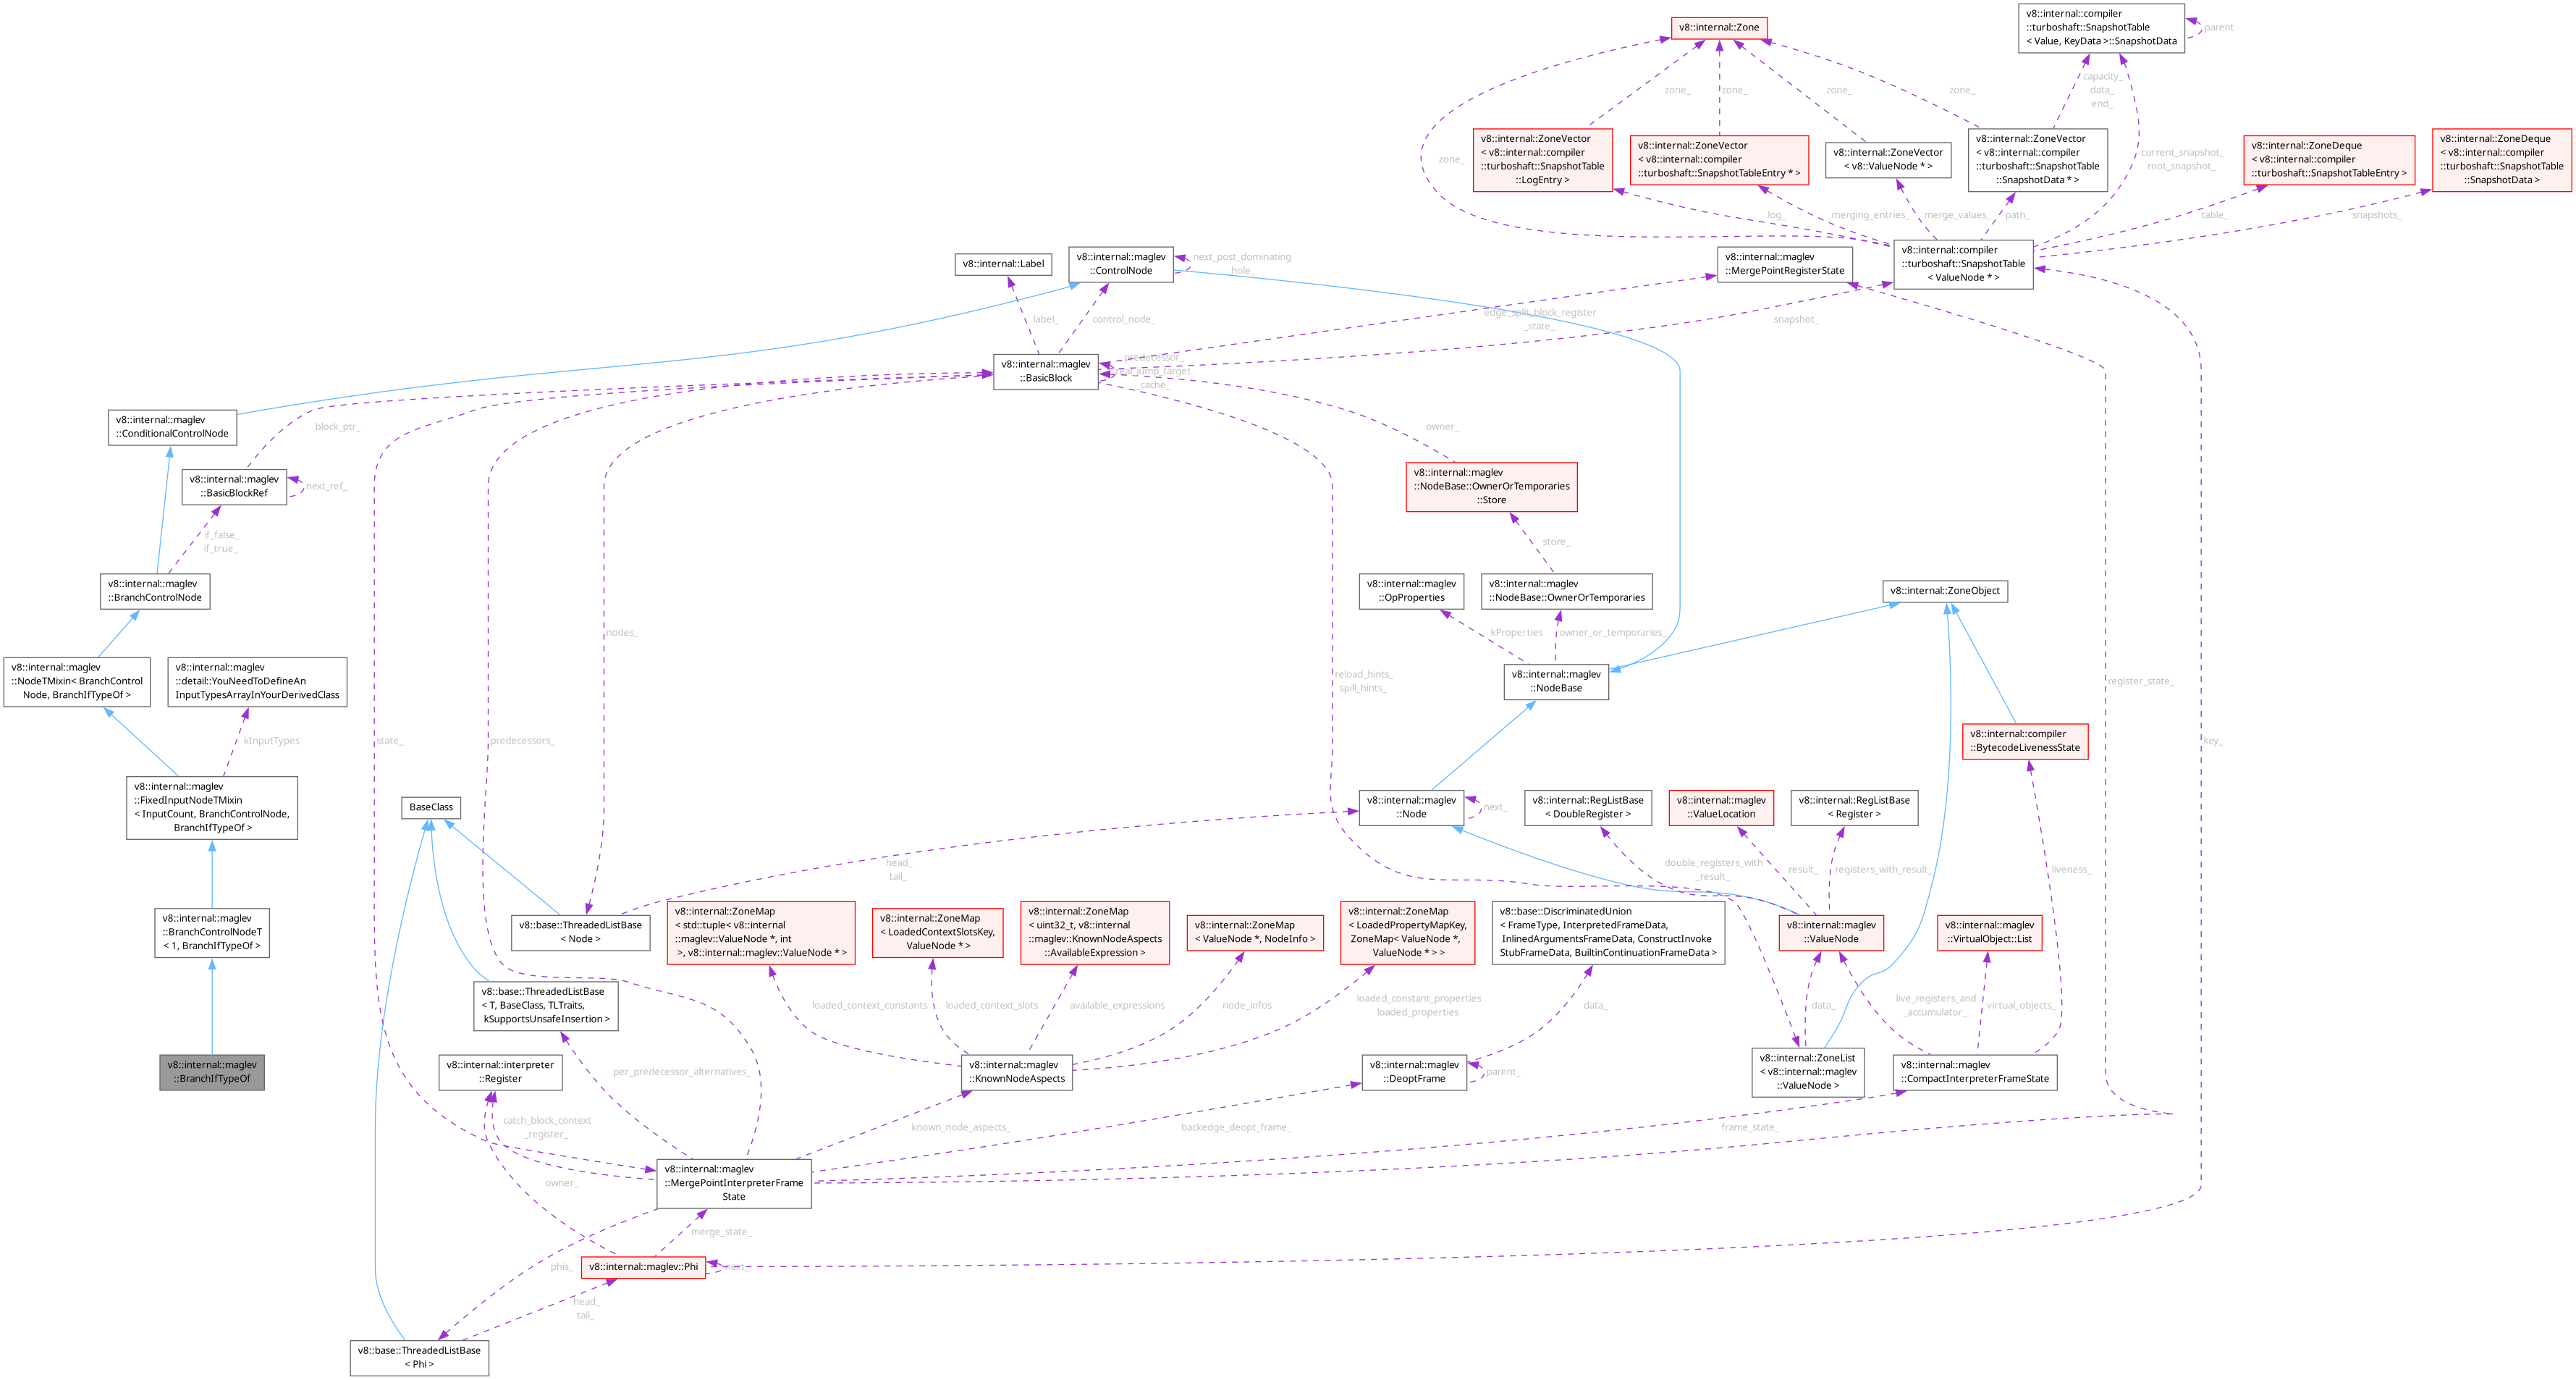 v8::internal::compiler
::turboshaft::SnapshotTable
< Value, KeyData >::SnapshotData
parent
v8::internal::Zone
capacity_
data_
end_
zone_
zone_
zone_
zone_
v8::internal::ZoneVector
< v8::internal::compiler
::turboshaft::SnapshotTable
::LogEntry >
v8::internal::ZoneVector
< v8::internal::compiler
::turboshaft::SnapshotTableEntry * >
v8::internal::ZoneVector
< v8::ValueNode * >
v8::internal::ZoneVector
< v8::internal::compiler
::turboshaft::SnapshotTable
::SnapshotData * >
v8::internal::ZoneDeque
< v8::internal::compiler
::turboshaft::SnapshotTableEntry >
v8::internal::ZoneDeque
< v8::internal::compiler
::turboshaft::SnapshotTable
::SnapshotData >
zone_
current_snapshot_
root_snapshot_
log_
merging_entries_
merge_values_
path_
table_
snapshots_
v8::internal::Label
v8::internal::maglev
::ControlNode
next_post_dominating
_hole_
v8::internal::maglev
::MergePointRegisterState
v8::internal::compiler
::turboshaft::SnapshotTable
< ValueNode * >
label_
control_node_
edge_split_block_register
_state_
snapshot_
v8::internal::maglev
::BasicBlock
predecessor_
real_jump_target
_cache_
v8::internal::maglev
::ConditionalControlNode
block_ptr_
owner_
v8::internal::maglev
::BasicBlockRef
next_ref_
v8::internal::maglev
::NodeBase::OwnerOrTemporaries
::Store
if_false_
if_true_
store_
v8::internal::maglev
::BranchControlNode
v8::internal::maglev
::OpProperties
v8::internal::maglev
::NodeBase::OwnerOrTemporaries
v8::internal::ZoneObject
nodes_
kProperties
owner_or_temporaries_
v8::internal::maglev
::NodeTMixin< BranchControl
Node, BranchIfTypeOf >
v8::internal::maglev
::detail::YouNeedToDefineAn
InputTypesArrayInYourDerivedClass
reload_hints_
spill_hints_
v8::internal::maglev
::NodeBase
register_state_
kInputTypes
state_
predecessors_
v8::internal::compiler
::BytecodeLivenessState
key_
v8::internal::maglev
::FixedInputNodeTMixin
< InputCount, BranchControlNode,
BranchIfTypeOf >
BaseClass
v8::internal::maglev
::Node
next_
v8::internal::RegListBase
< DoubleRegister >
v8::internal::maglev
::ValueLocation
v8::internal::RegListBase
< Register >
head_
tail_
double_registers_with
_result_
result_
registers_with_result_
liveness_
v8::internal::maglev
::BranchControlNodeT
< 1, BranchIfTypeOf >
v8::base::ThreadedListBase
< Node >
v8::internal::ZoneMap
< std::tuple< v8::internal
::maglev::ValueNode *, int
>, v8::internal::maglev::ValueNode * >
v8::internal::ZoneMap
< LoadedContextSlotsKey,
ValueNode * >
v8::internal::ZoneMap
< uint32_t, v8::internal
::maglev::KnownNodeAspects
::AvailableExpression >
v8::internal::ZoneMap
< ValueNode *, NodeInfo >
v8::internal::ZoneMap
< LoadedPropertyMapKey,
ZoneMap< ValueNode *,
ValueNode * > >
v8::base::DiscriminatedUnion
< FrameType, InterpretedFrameData,
InlinedArgumentsFrameData, ConstructInvoke
StubFrameData, BuiltinContinuationFrameData >
v8::internal::maglev
::ValueNode
v8::internal::maglev
::VirtualObject::List
v8::base::ThreadedListBase
< T, BaseClass, TLTraits,
kSupportsUnsafeInsertion >
loaded_context_constants
loaded_context_slots
available_expressions
node_infos
loaded_constant_properties
loaded_properties
data_
data_
live_registers_and
_accumulator_
virtual_objects_
v8::internal::maglev
::BranchIfTypeOf
v8::internal::interpreter
::Register
per_predecessor_alternatives_
v8::internal::maglev
::KnownNodeAspects
v8::internal::maglev
::DeoptFrame
parent_
v8::internal::ZoneList
< v8::internal::maglev
::ValueNode >
v8::internal::maglev
::CompactInterpreterFrameState
catch_block_context
_register_
known_node_aspects_
backedge_deopt_frame_
frame_state_
owner_
v8::internal::maglev
::MergePointInterpreterFrame
State
merge_state_
phis_
v8::internal::maglev::Phi
next_
head_
tail_
v8::base::ThreadedListBase
< Phi >